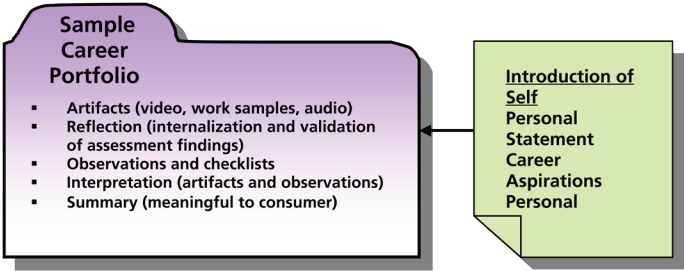 Sample
Career
Portfolio
▪ Artifacts (video, work samples, audio)
▪ Reflection (internalization and validation
of assessment findings)
▪ Observations and checklists
▪ Interpretation (artifacts and observations)
▪ Summary (meaningful to consumer)
Introduction of
Self
Personal
Statement
Career
Aspirations
Personal